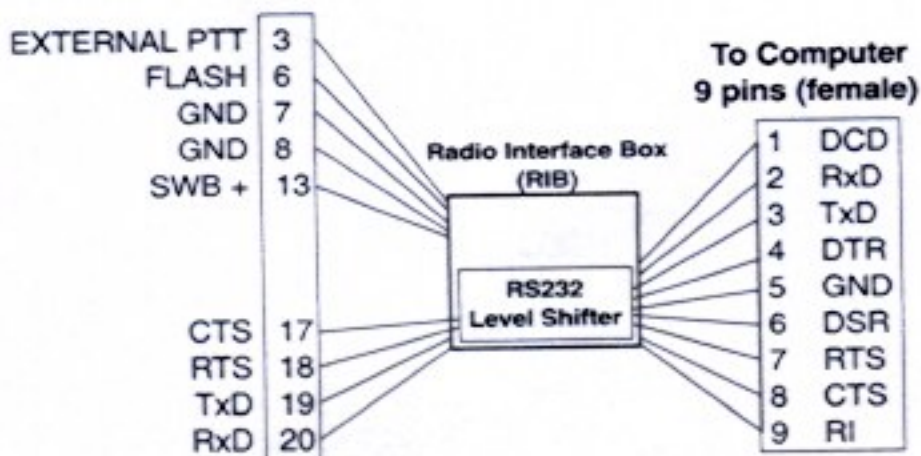 EXTERNAL PTT 3
FLASH 6
GND 7
GND 8
SWB + 13
CTS 17
RTS 18
TxD 19
RxD 20
Radio Interface Box
(RIB)
RS232
Level Shifter
To Computer
9 pins (female)
1 DCD
2 RxD
3 TxD
4 DTR
5 GND
6 DSR
7 RTS
8 CTS
9 RI